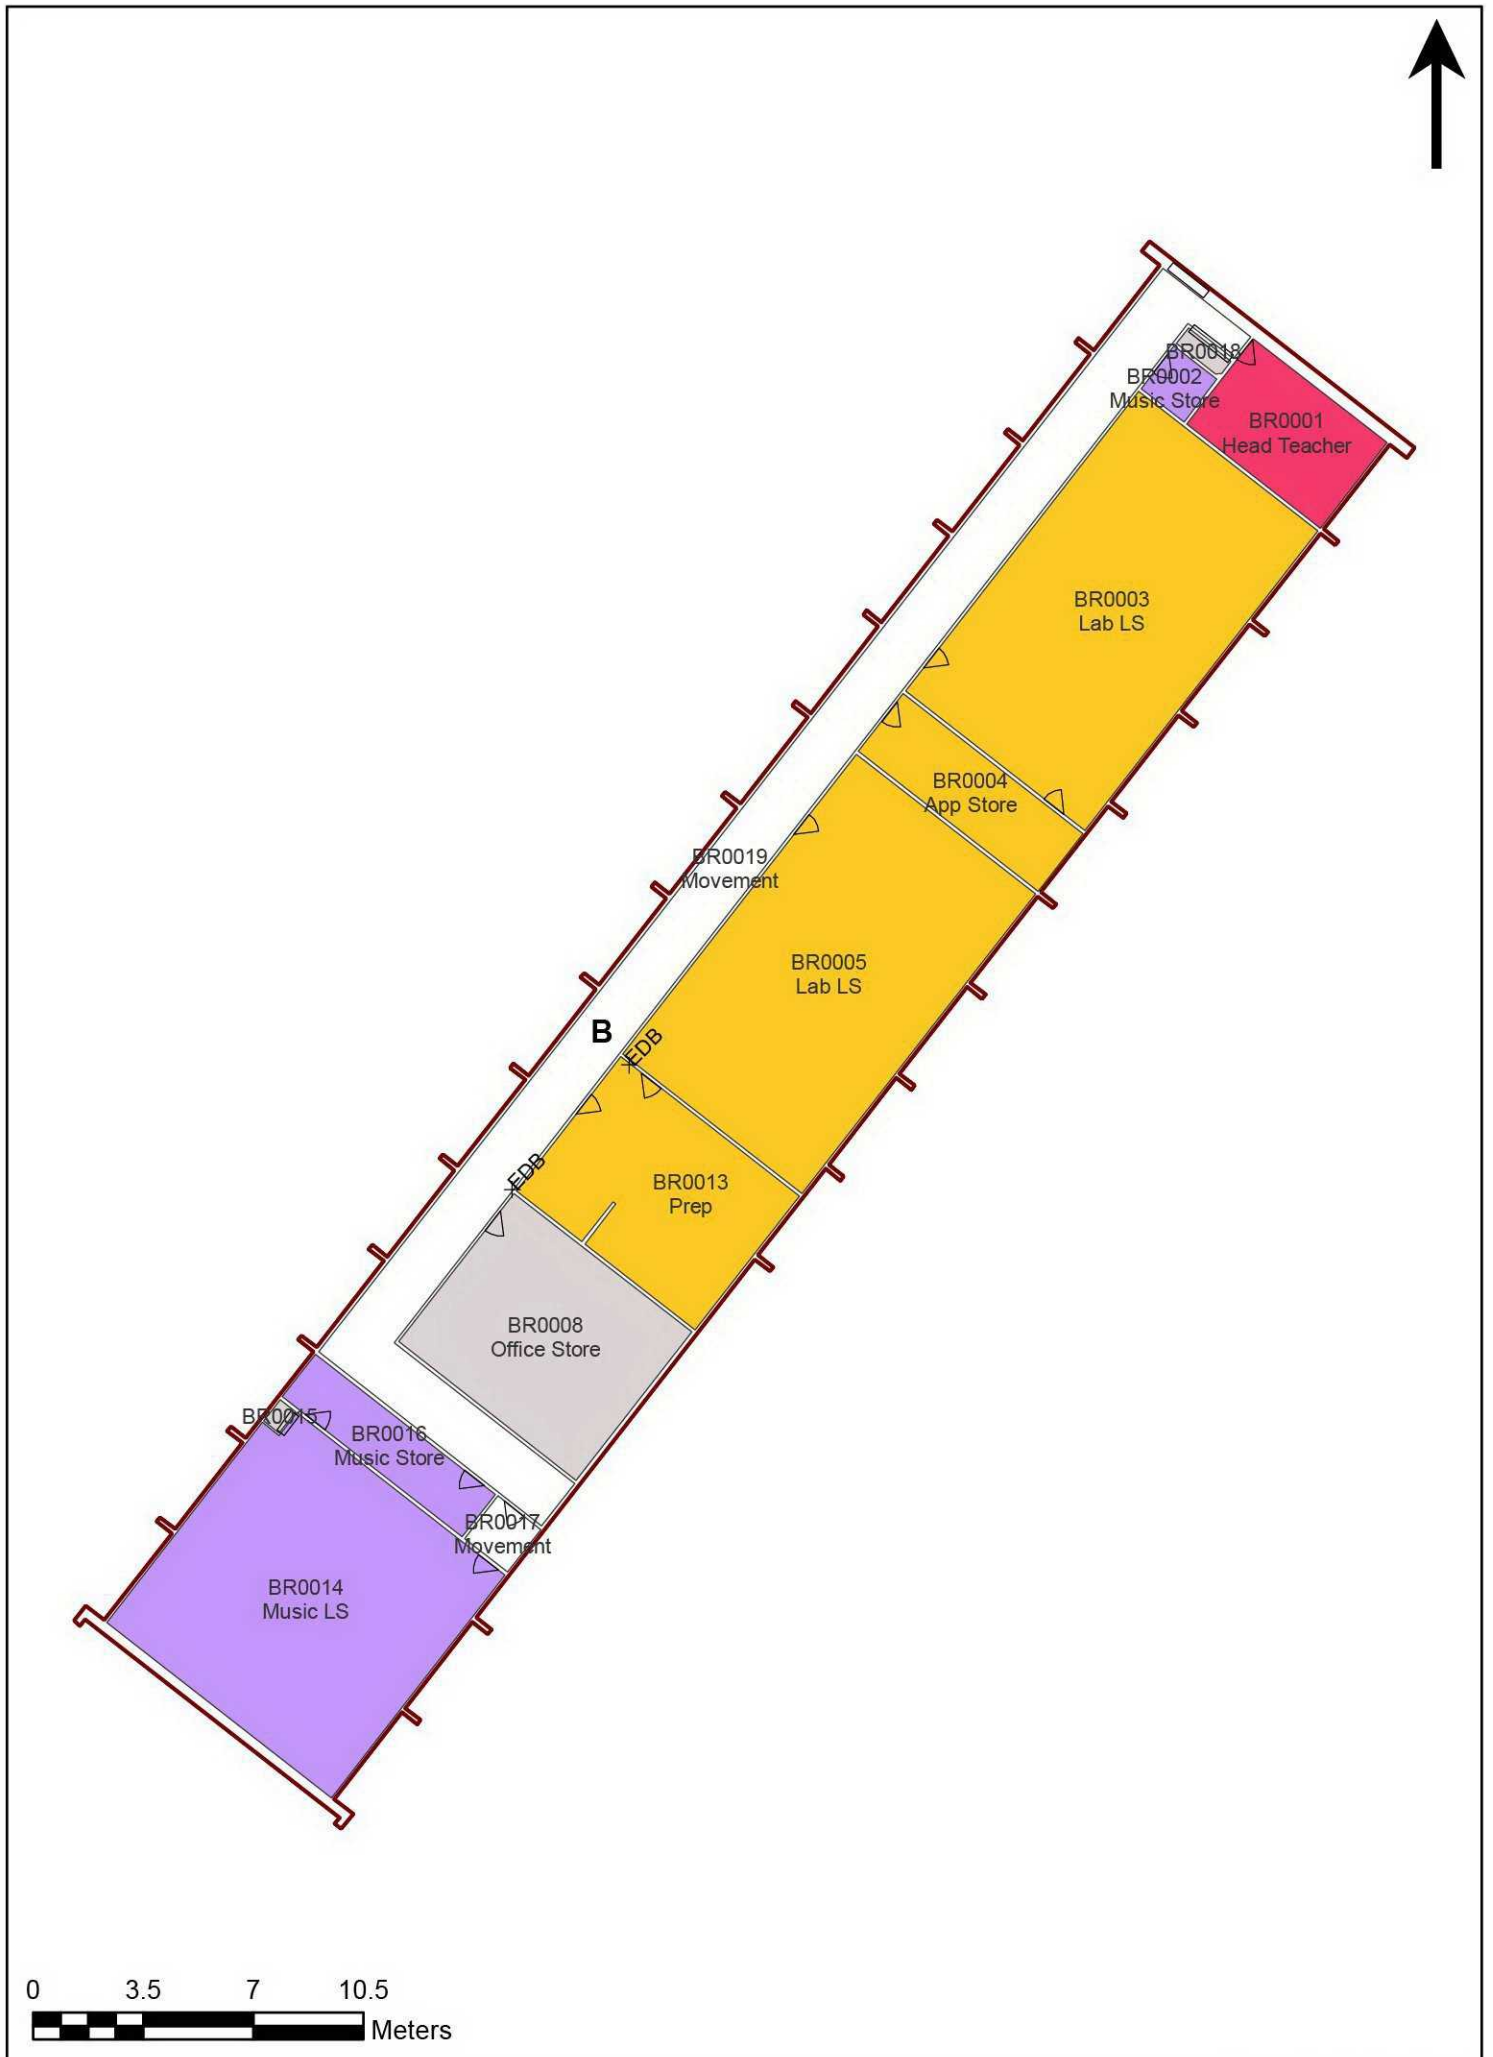 BR0018
BR0002
Music Store
BR0001
Head Teacher
BR0003
Lab LS
BR0004
App Store
BR0019
Movement
BR0005
Lab LS
B
EDB
EDB
BR0013
Prep
BR0008
Office Store
BR0015
BR0016
Music Store
BR0017
Movement
BR0014
Music LS
0 3.5 7 10.5
Meters